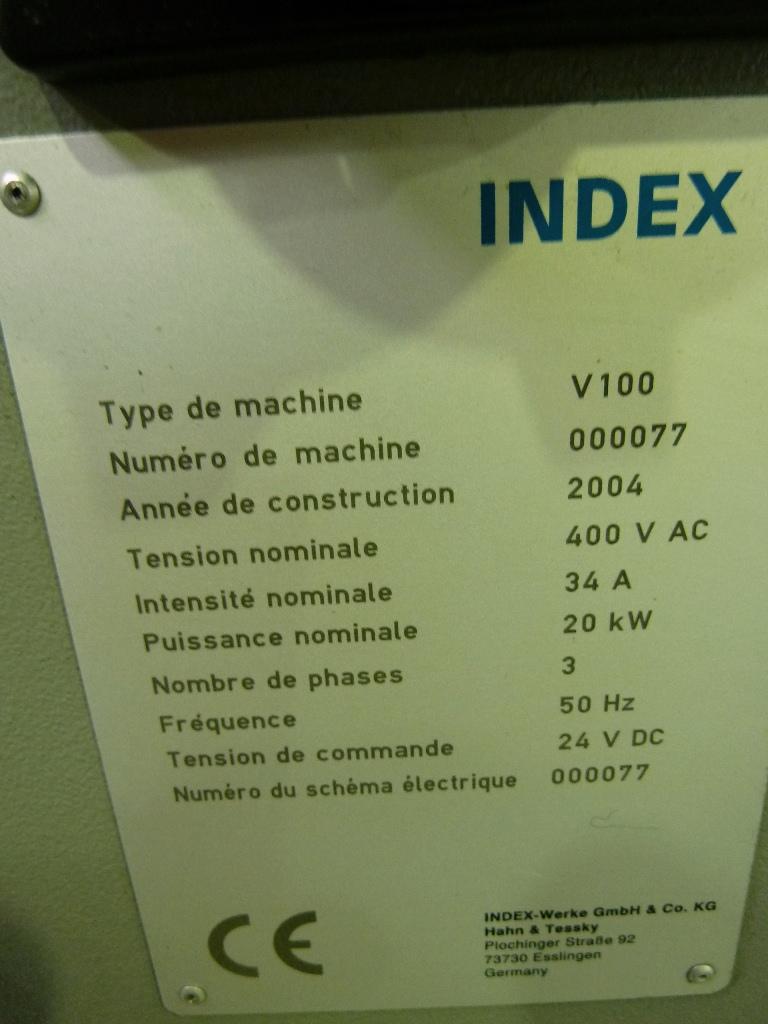 INDEX
Type de machine V100
Numéro de machine 000077
Année de construction 2004
Tension nominale 400 V AC
Intensité nominale 34 A
Puissance nominale 20 kW
Nombre de phases 3
Fréquence 50 Hz
Tension de commande 24 V DC
Numéro du schéma électrique 000077
CE
INDEX-Werke GmbH & Co. KG
Hahn & Tessky
Plochinger Straße 92
73730 Esslingen
Germany